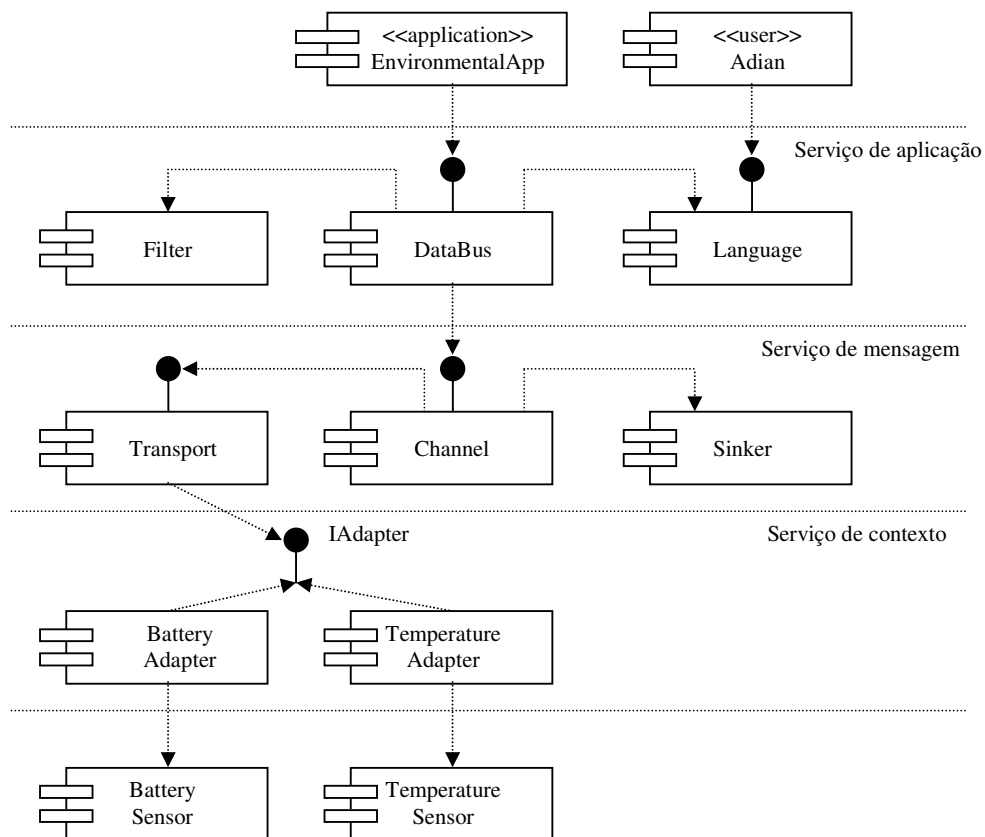 <<application>>
EnvironmentalApp
<<user>>
Adian
Serviço de aplicação
Filter
DataBus
Language
Serviço de mensagem
Transport
Channel
Sinker
IAdapter
Serviço de contexto
Battery
Adapter
Temperature
Adapter
Battery
Sensor
Temperature
Sensor